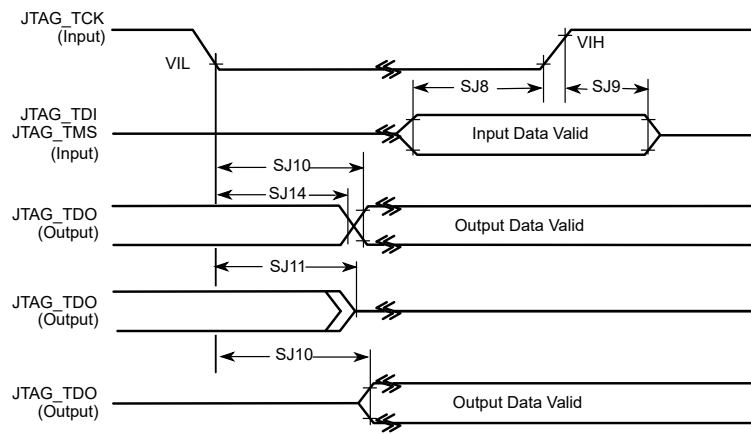 JTAG_TCK
(Input)
VIH
VIL
SJ8
SJ9
JTAG_TDI
JTAG_TMS
(Input)
Input Data Valid
SJ10
SJ14
JTAG_TDO
(Output)
Output Data Valid
SJ11
JTAG_TDO
(Output)
SJ10
JTAG_TDO
(Output)
Output Data Valid